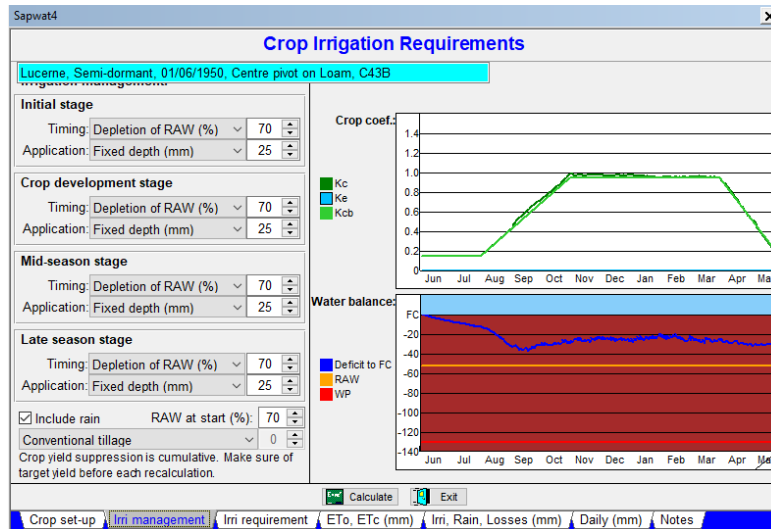 Sapwat4
Crop Irrigation Requirements
Lucerne, Semi-dormant, 01/06/1950, Centre pivot on Loam, C43B
Irrigation management:
Initial stage
Timing: Depletion of RAW (%) 70
Application: Fixed depth (mm) 25
Crop development stage
Timing: Depletion of RAW (%) 70
Application: Fixed depth (mm) 25
Mid-season stage
Timing: Depletion of RAW (%) 70
Application: Fixed depth (mm) 25
Late season stage
Timing: Depletion of RAW (%) 70
Application: Fixed depth (mm) 25
Include rain RAW at start (%): 70
Conventional tillage 0
Crop yield suppression is cumulative. Make sure of
target yield before each recalculation.
Crop coef.:
Kc
Ke
Kcb
1.4
1.2
1.0
0.8
0.6
0.4
0.2
0
Jun Jul Aug Sep Oct Nov Dec Jan Feb Mar Apr May
Water balance:
Deficit to FC
RAW
WP
FC
-20
-40
-60
-80
-100
-120
-140
Jun Jul Aug Sep Oct Nov Dec Jan Feb Mar Apr
Calculate Exit
Crop set-up Irri management Irri requirement ETo, ETc (mm) Irri, Rain, Losses (mm) Daily (mm) Notes